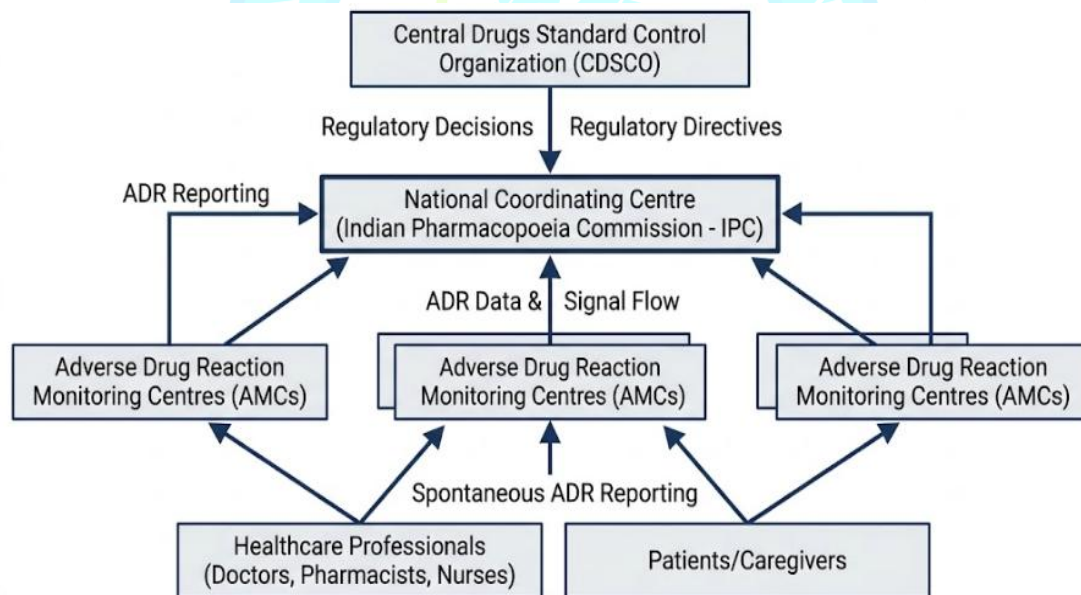 Central Drugs Standard Control
Organization (CDSCO)
Regulatory Decisions
Regulatory Directives
ADR Reporting
National Coordinating Centre
(Indian Pharmacopoeia Commission - IPC)
ADR Data & Signal Flow
Adverse Drug Reaction
Monitoring Centres (AMCs)
Adverse Drug Reaction
Monitoring Centres (AMCs)
Adverse Drug Reaction
Monitoring Centres (AMCs)
Spontaneous ADR Reporting
Healthcare Professionals
(Doctors, Pharmacists, Nurses)
Patients/Caregivers